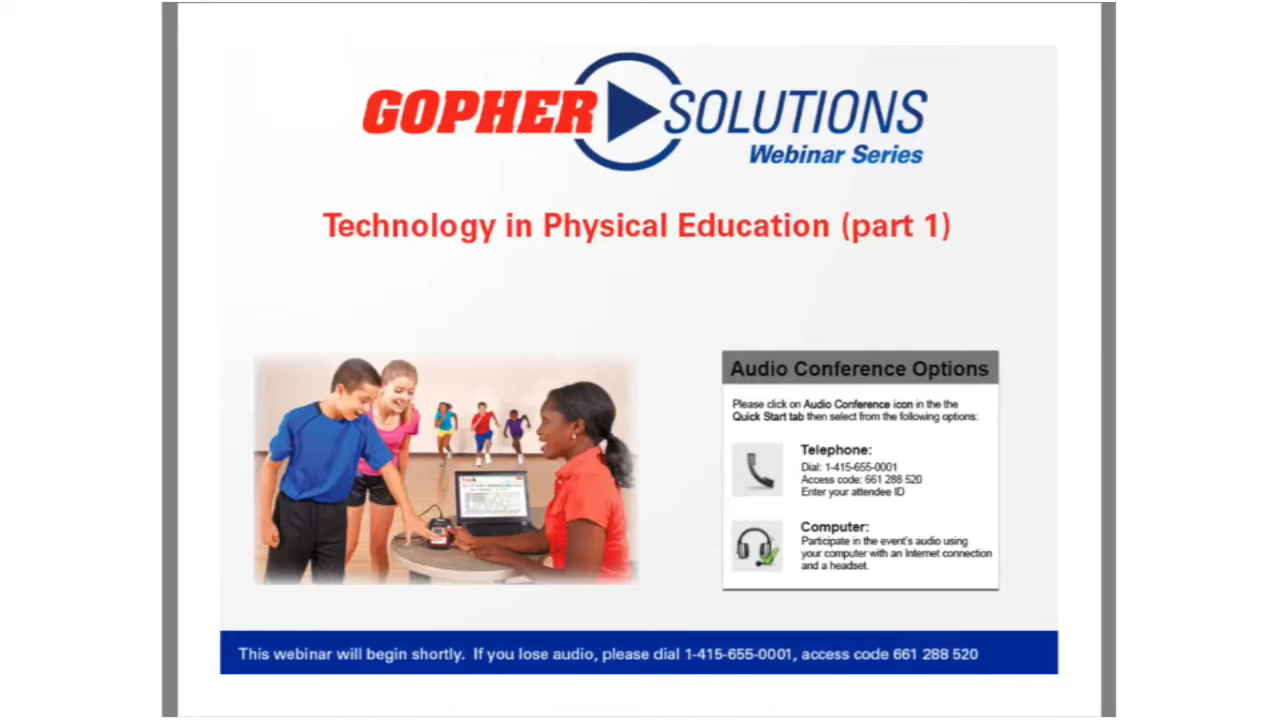 GOPHER SOLUTIONS
Webinar Series
Technology in Physical Education (part 1)
Audio Conference Options
Please click on Audio Conference icon in the the
Quick Start tab then select from the following options:
Telephone:
Dial: 1-415-655-0001
Access code: 661 288 520
Enter your attendee ID
Computer:
Participate in the event's audio using
your computer with an Internet connection
and a headset.
This webinar will begin shortly. If you lose audio, please dial 1-415-655-0001, access code 661 288 520